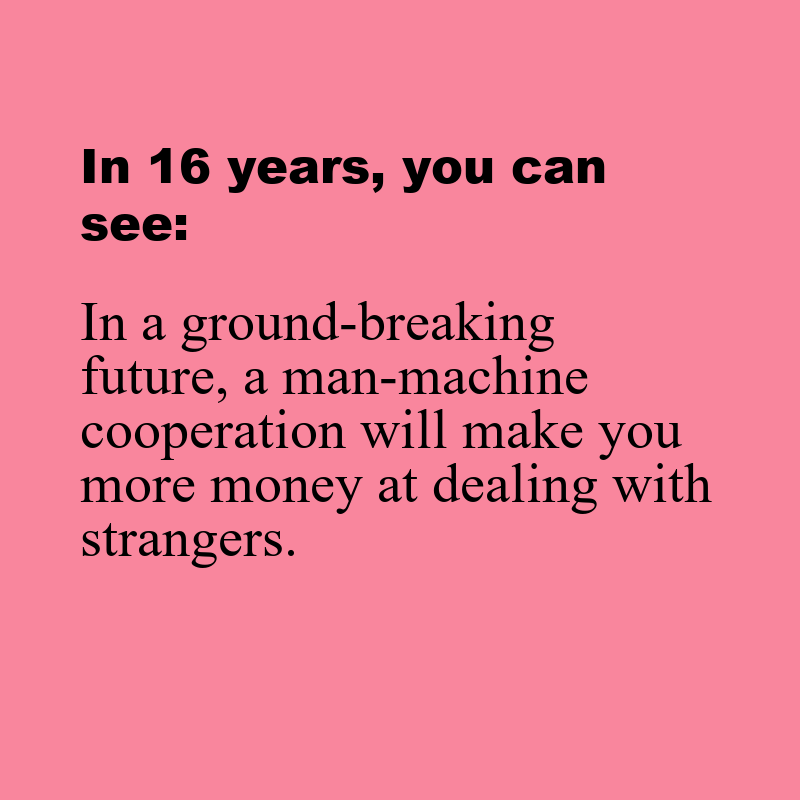 In 16 years, you can
see:
In a ground-breaking
future, a man-machine
cooperation will make you
more money at dealing with
strangers.